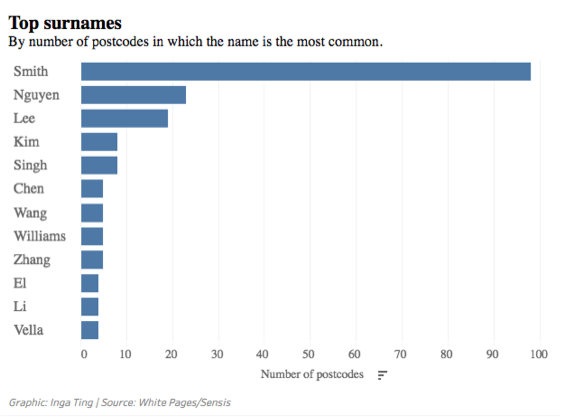 Top surnames
By number of postcodes in which the name is the most common.
Smith
Nguyen
Lee
Kim
Singh
Chen
Wang
Williams
Zhang
El
Li
Vella
0 10 20 30 40 50 60 70 80 90 100
Number of postcodes
Graphic: Inga Ting | Source: White Pages/Sensis